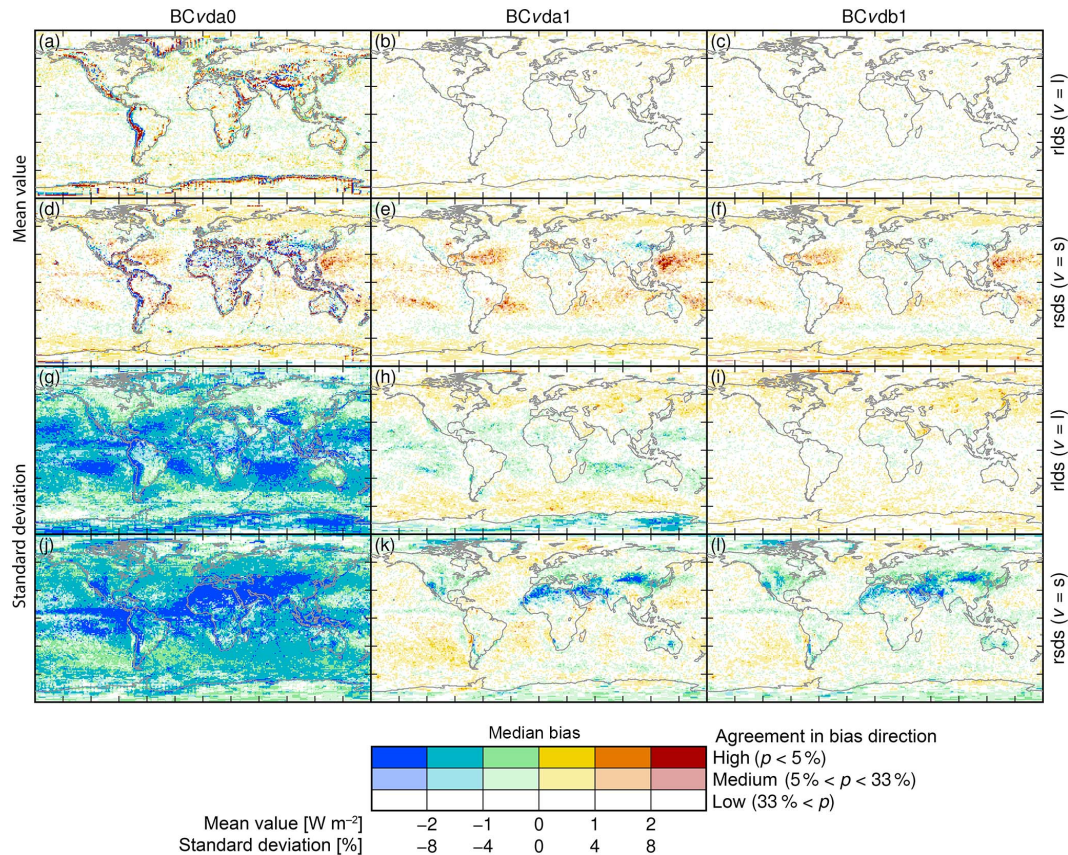 BCvda0 BCvda1 BCvdb1
(a) (b) (c)
rlds (v = l)
Mean value
(d) (e) (f)
rsds (v = s)
(g) (h) (i)
rlds (v = l)
Standard deviation
(j) (k) (l)
rsds (v = s)
Median bias Agreement in bias direction
High (p < 5 %)
Medium (5 % < p < 33 %)
Low (33 % < p)
Mean value [W m⁻²] −2 −1 0 1 2
Standard deviation [%] −8 −4 0 4 8